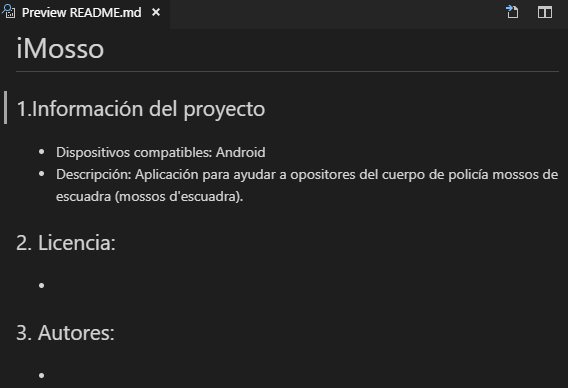 Preview README.md
iMosso
1.Información del proyecto
• Dispositivos compatibles: Android
• Descripción: Aplicación para ayudar a opositores del cuerpo de policía mossos de
escuadra (mossos d'escuadra).
2. Licencia:
•
3. Autores:
•